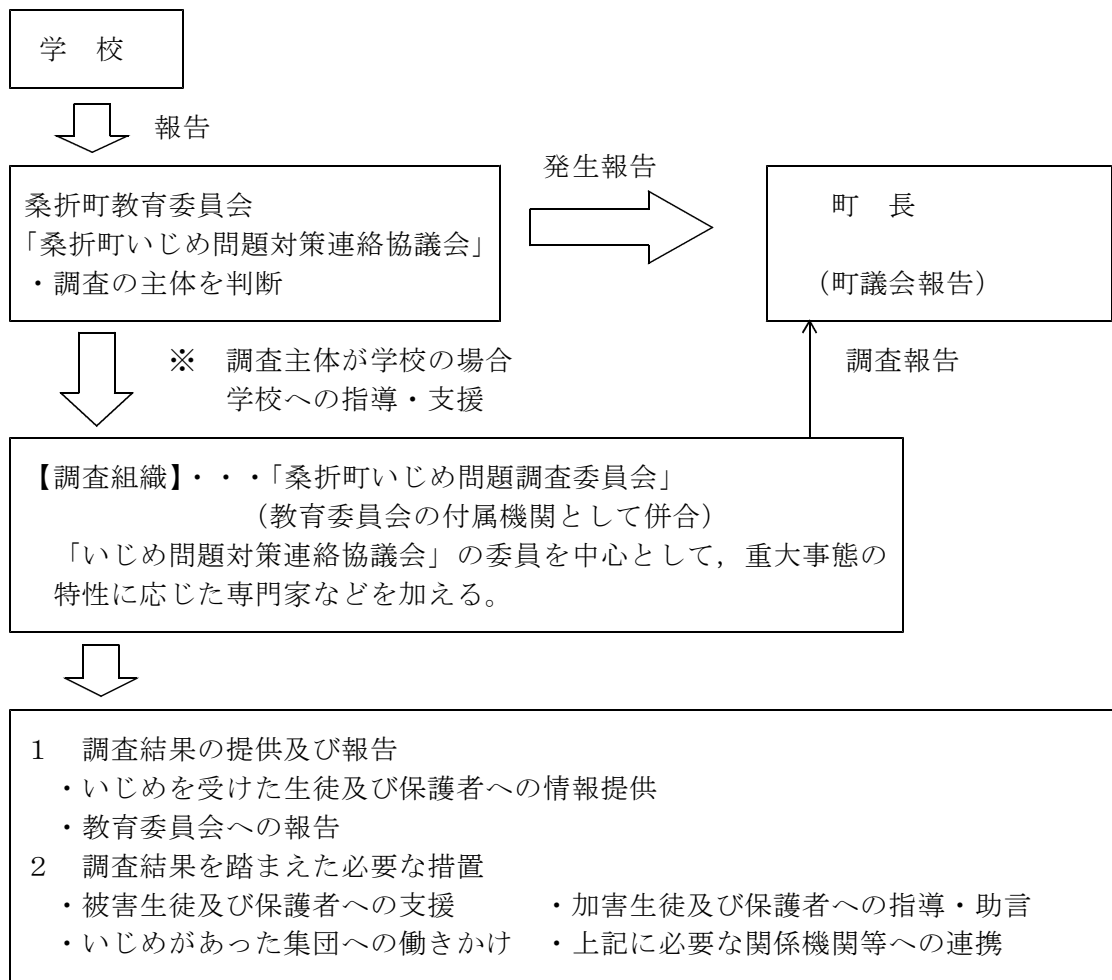 学　校
報告
発生報告
桑折町教育委員会
「桑折町いじめ問題対策連絡協議会」
・調査の主体を判断
町　長
（町議会報告）
※　調査主体が学校の場合
学校への指導・支援
調査報告
【調査組織】・・・「桑折町いじめ問題調査委員会」
（教育委員会の付属機関として併合）
「いじめ問題対策連絡協議会」の委員を中心として，重大事態の
特性に応じた専門家などを加える。
１　調査結果の提供及び報告
・いじめを受けた生徒及び保護者への情報提供
・教育委員会への報告
２　調査結果を踏まえた必要な措置
・被害生徒及び保護者への支援　　　・加害生徒及び保護者への指導・助言
・いじめがあった集団への働きかけ　・上記に必要な関係機関等への連携